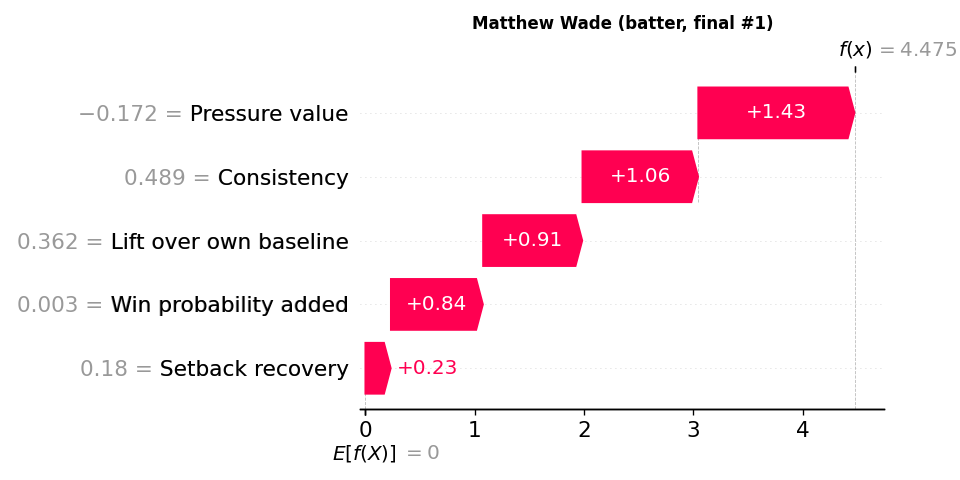 Matthew Wade (batter, final #1)
f(x) = 4.475
−0.172 = Pressure value
+1.43
0.489 = Consistency
+1.06
0.362 = Lift over own baseline
+0.91
0.003 = Win probability added
+0.84
0.18 = Setback recovery
+0.23
0 1 2 3 4
E[f(X)] = 0